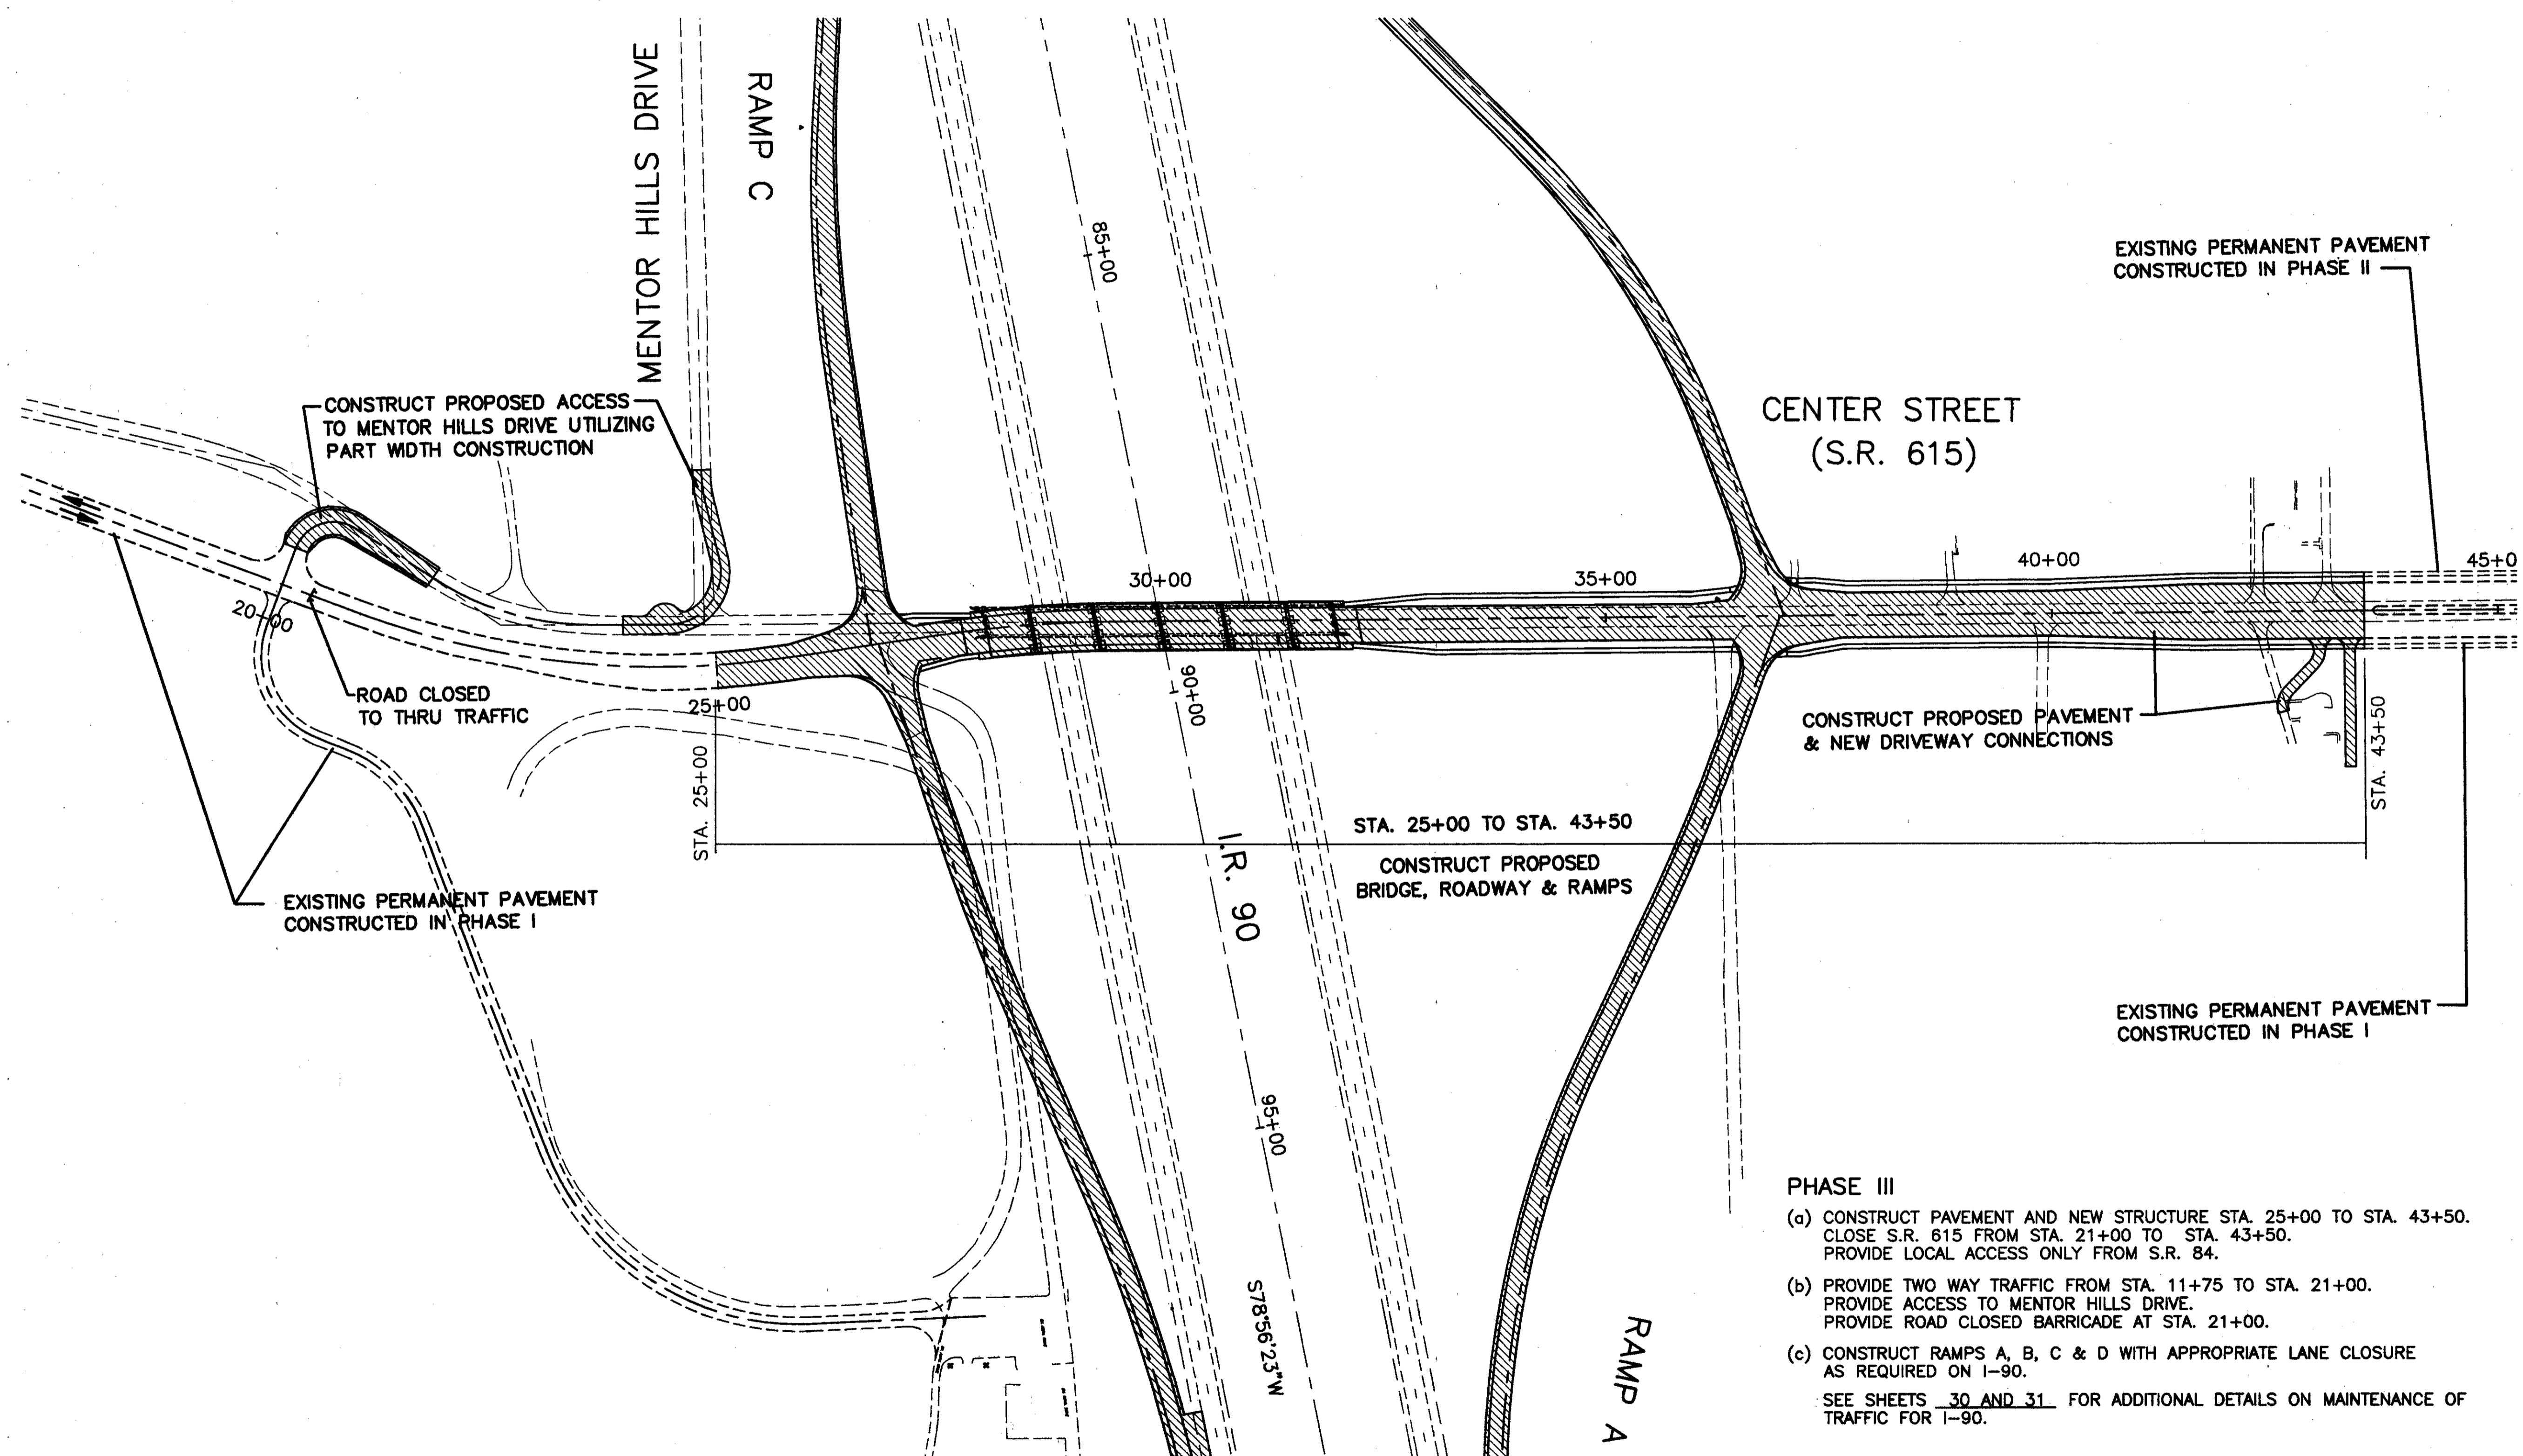 MENTOR HILLS DRIVE
RAMP C
85+00
EXISTING PERMANENT PAVEMENT
CONSTRUCTED IN PHASE II
CONSTRUCT PROPOSED ACCESS
TO MENTOR HILLS DRIVE UTILIZING
PART WIDTH CONSTRUCTION
CENTER STREET
(S.R. 615)
20+00
30+00
35+00
40+00
45+0
ROAD CLOSED
TO THRU TRAFFIC
25+00
STA. 25+00
90+00
CONSTRUCT PROPOSED PAVEMENT
& NEW DRIVEWAY CONNECTIONS
STA. 43+50
STA. 25+00 TO STA. 43+50
CONSTRUCT PROPOSED
BRIDGE, ROADWAY & RAMPS
I.R. 90
EXISTING PERMANENT PAVEMENT
CONSTRUCTED IN PHASE I
EXISTING PERMANENT PAVEMENT
CONSTRUCTED IN PHASE I
95+00
S78°56'23"W
RAMP A
PHASE III
(a) CONSTRUCT PAVEMENT AND NEW STRUCTURE STA. 25+00 TO STA. 43+50.
CLOSE S.R. 615 FROM STA. 21+00 TO STA. 43+50.
PROVIDE LOCAL ACCESS ONLY FROM S.R. 84.
(b) PROVIDE TWO WAY TRAFFIC FROM STA. 11+75 TO STA. 21+00.
PROVIDE ACCESS TO MENTOR HILLS DRIVE.
PROVIDE ROAD CLOSED BARRICADE AT STA. 21+00.
(c) CONSTRUCT RAMPS A, B, C & D WITH APPROPRIATE LANE CLOSURE
AS REQUIRED ON I-90.
SEE SHEETS 30 AND 31 FOR ADDITIONAL DETAILS ON MAINTENANCE OF
TRAFFIC FOR I-90.